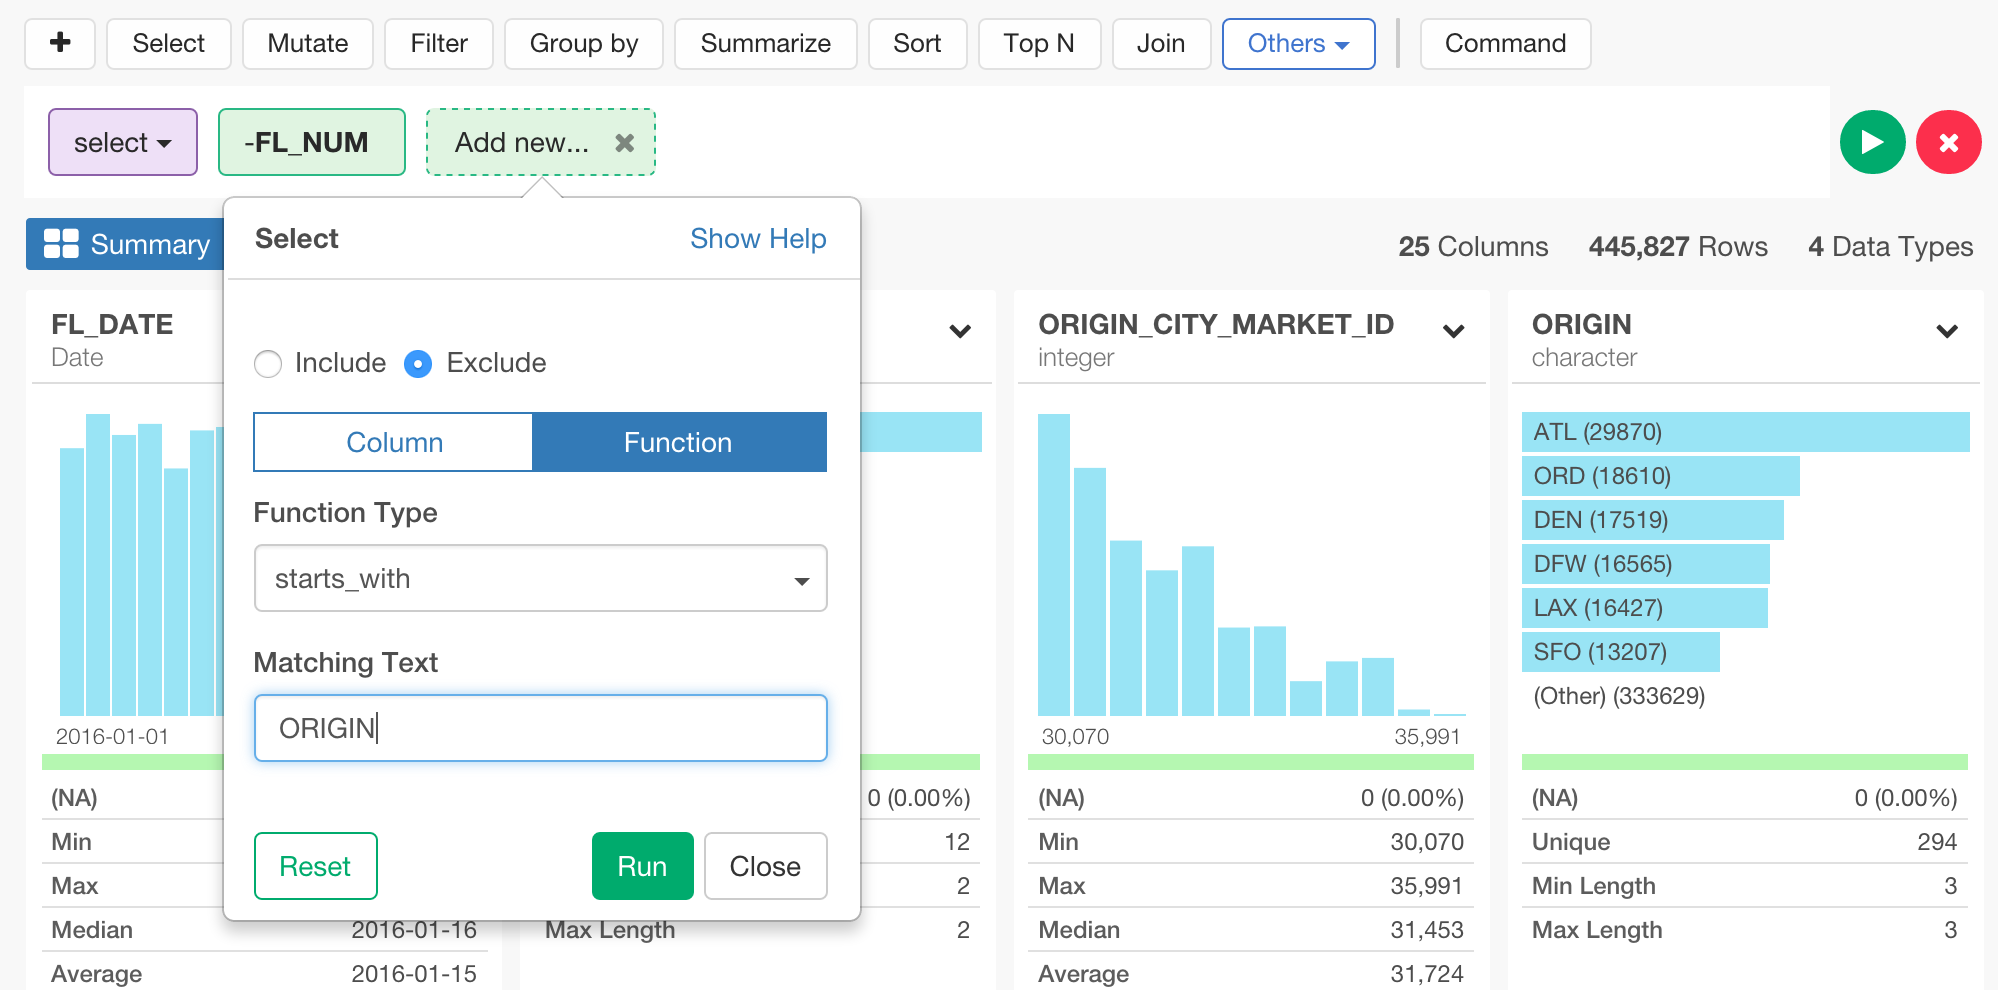 Select Mutate Filter Group by Summarize Sort Top N Join Others Command
select -FL_NUM Add new...
Summary
25 Columns 445,827 Rows 4 Data Types
Select Show Help
Include Exclude
Column Function
Function Type
starts_with
Matching Text
ORIGIN
Reset Run Close
FL_DATE
Date
2016-01-01
(NA)
Min
Max
Median 2016-01-16
Average 2016-01-15
0 (0.00%)
12
2
Max Length 2
ORIGIN_CITY_MARKET_ID
integer
30,070 35,991
(NA) 0 (0.00%)
Min 30,070
Max 35,991
Median 31,453
Average 31,724
ORIGIN
character
ATL (29870)
ORD (18610)
DEN (17519)
DFW (16565)
LAX (16427)
SFO (13207)
(Other) (333629)
(NA) 0 (0.00%)
Unique 294
Min Length 3
Max Length 3